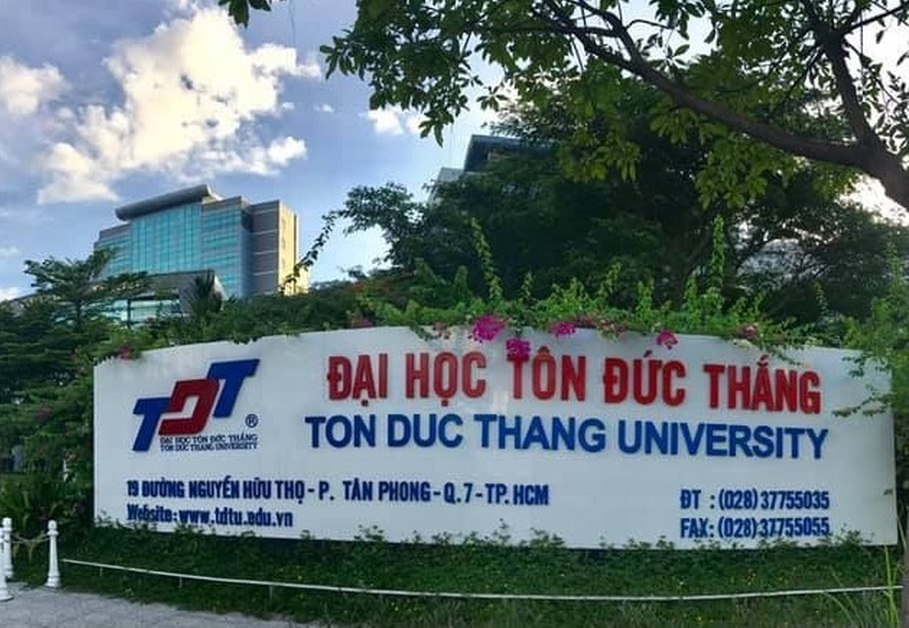 TDT
®
ĐẠI HỌC TÔN ĐỨC THẮNG
TON DUC THANG UNIVERSITY
ĐẠI HỌC TÔN ĐỨC THẮNG
TON DUC THANG UNIVERSITY
19 ĐƯỜNG NGUYỄN HỮU THỌ - P. TÂN PHONG - Q.7 - TP. HCM
Website: www.tdtu.edu.vn
ĐT : (028) 37755035
FAX: (028) 37755055